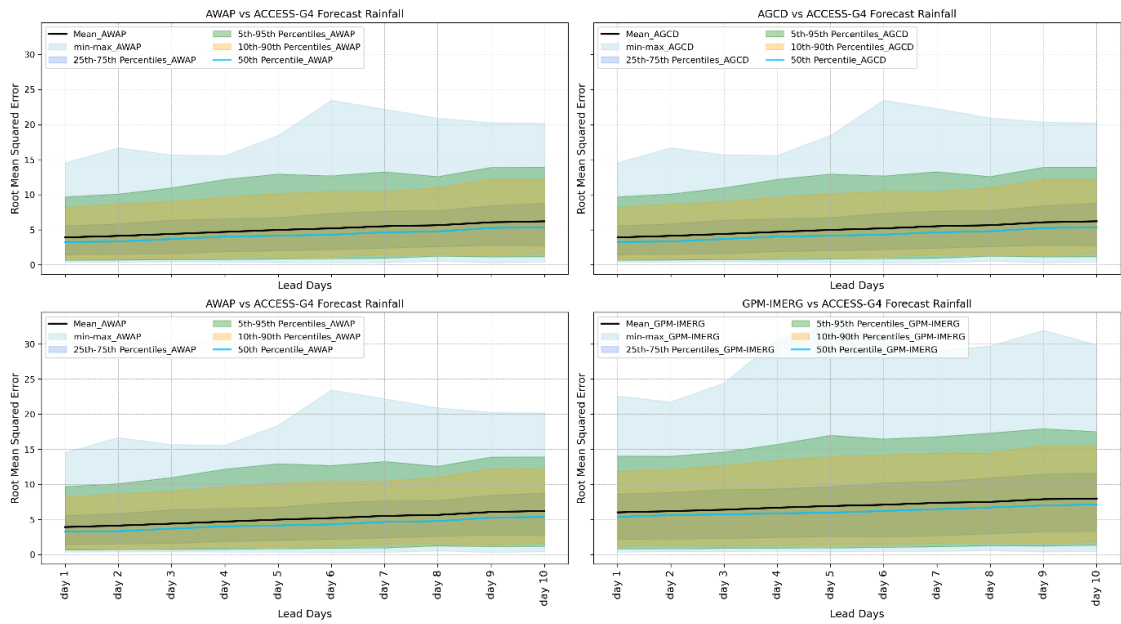 AWAP vs ACCESS-G4 Forecast Rainfall
Mean_AWAP
min-max_AWAP
25th-75th Percentiles_AWAP
5th-95th Percentiles_AWAP
10th-90th Percentiles_AWAP
50th Percentile_AWAP
Root Mean Squared Error
30
25
20
15
10
5
0
Lead Days
AGCD vs ACCESS-G4 Forecast Rainfall
Mean_AGCD
min-max_AGCD
25th-75th Percentiles_AGCD
5th-95th Percentiles_AGCD
10th-90th Percentiles_AGCD
50th Percentile_AGCD
Root Mean Squared Error
Lead Days
AWAP vs ACCESS-G4 Forecast Rainfall
Mean_AWAP
min-max_AWAP
25th-75th Percentiles_AWAP
5th-95th Percentiles_AWAP
10th-90th Percentiles_AWAP
50th Percentile_AWAP
Root Mean Squared Error
30
25
20
15
10
5
0
day 1
day 2
day 3
day 4
day 5
day 6
day 7
day 8
day 9
day 10
Lead Days
GPM-IMERG vs ACCESS-G4 Forecast Rainfall
Mean_GPM-IMERG
min-max_GPM-IMERG
25th-75th Percentiles_GPM-IMERG
5th-95th Percentiles_GPM-IMERG
10th-90th Percentiles_GPM-IMERG
50th Percentile_GPM-IMERG
Root Mean Squared Error
day 1
day 2
day 3
day 4
day 5
day 6
day 7
day 8
day 9
day 10
Lead Days